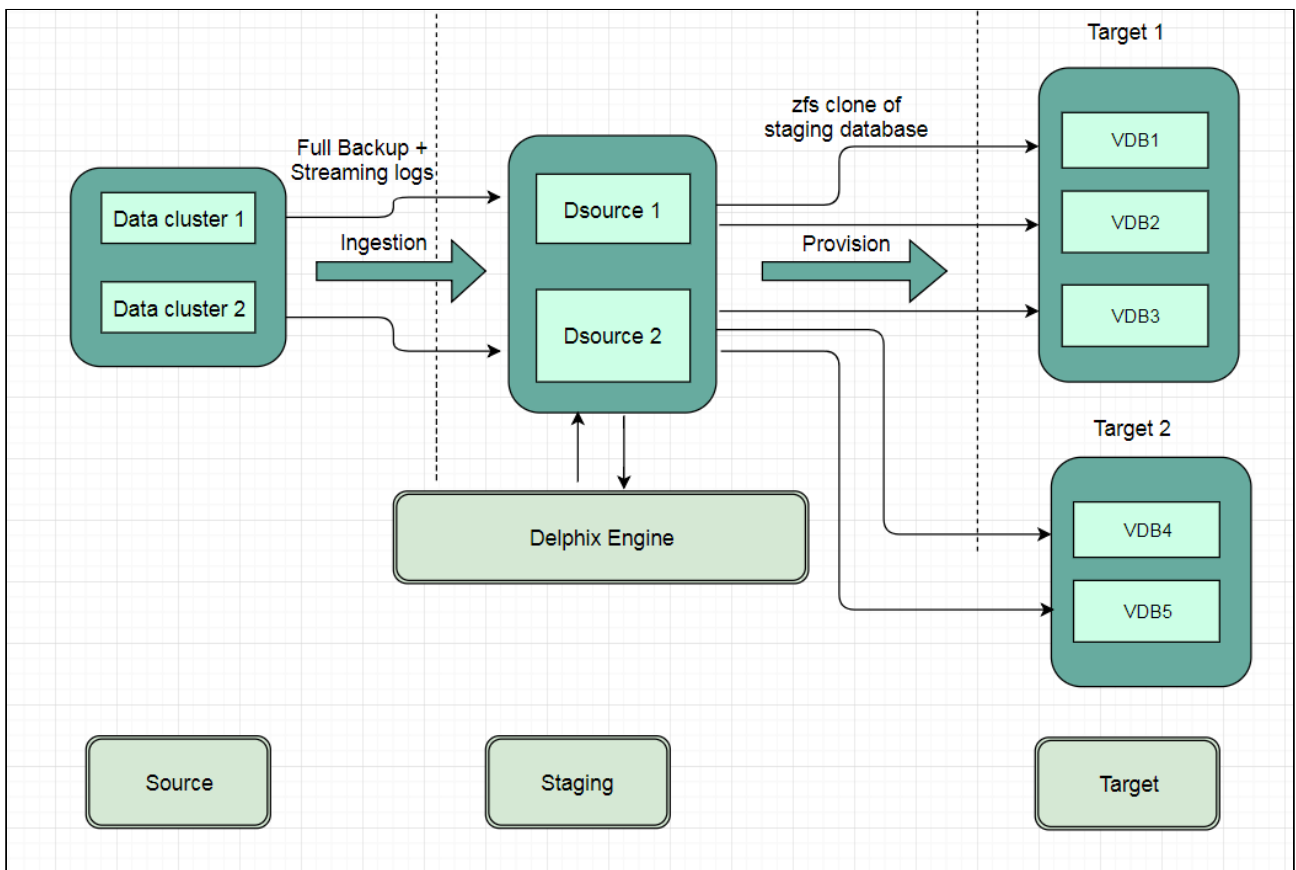 Target 1
zfs clone of
staging database
VDB1
Full Backup +
Streaming logs
Data cluster 1
Dsource 1
VDB2
Ingestion
Provision
Data cluster 2
Dsource 2
VDB3
Target 2
Delphix Engine
VDB4
VDB5
Source
Staging
Target